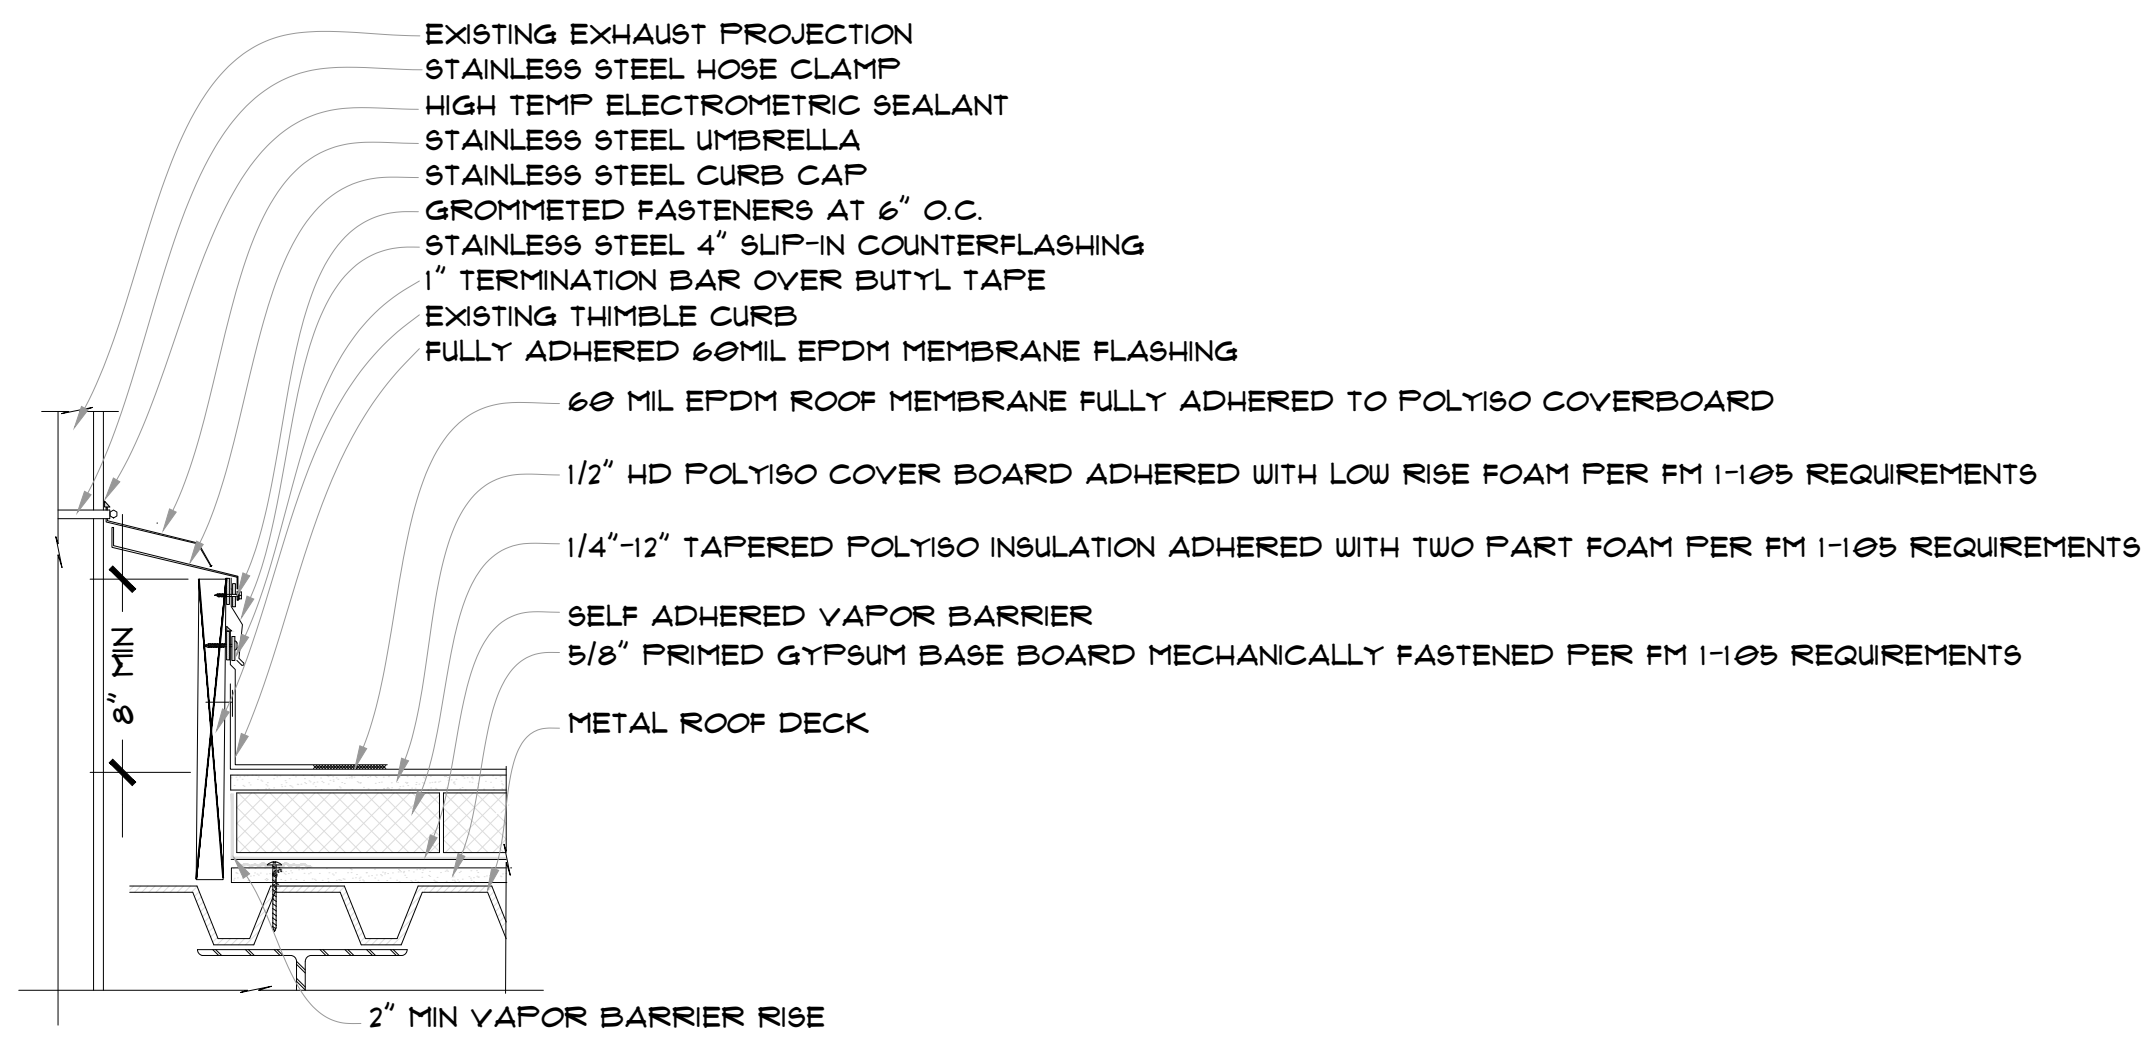 EXISTING EXHAUST PROJECTION
STAINLESS STEEL HOSE CLAMP
HIGH TEMP ELECTROMETRIC SEALANT
STAINLESS STEEL UMBRELLA
STAINLESS STEEL CURB CAP
GROMMETED FASTENERS AT 6" O.C.
STAINLESS STEEL 4" SLIP-IN COUNTERFLASHING
1" TERMINATION BAR OVER BUTYL TAPE
EXISTING THIMBLE CURB
FULLY ADHERED 60MIL EPDM MEMBRANE FLASHING
60 MIL EPDM ROOF MEMBRANE FULLY ADHERED TO POLYISO COVERBOARD
1/2" HD POLYISO COVER BOARD ADHERED WITH LOW RISE FOAM PER FM 1-105 REQUIREMENTS
1/4"-12" TAPERED POLYISO INSULATION ADHERED WITH TWO PART FOAM PER FM 1-105 REQUIREMENTS
SELF ADHERED VAPOR BARRIER
5/8" PRIMED GYPSUM BASE BOARD MECHANICALLY FASTENED PER FM 1-105 REQUIREMENTS
METAL ROOF DECK
8" MIN
2" MIN VAPOR BARRIER RISE